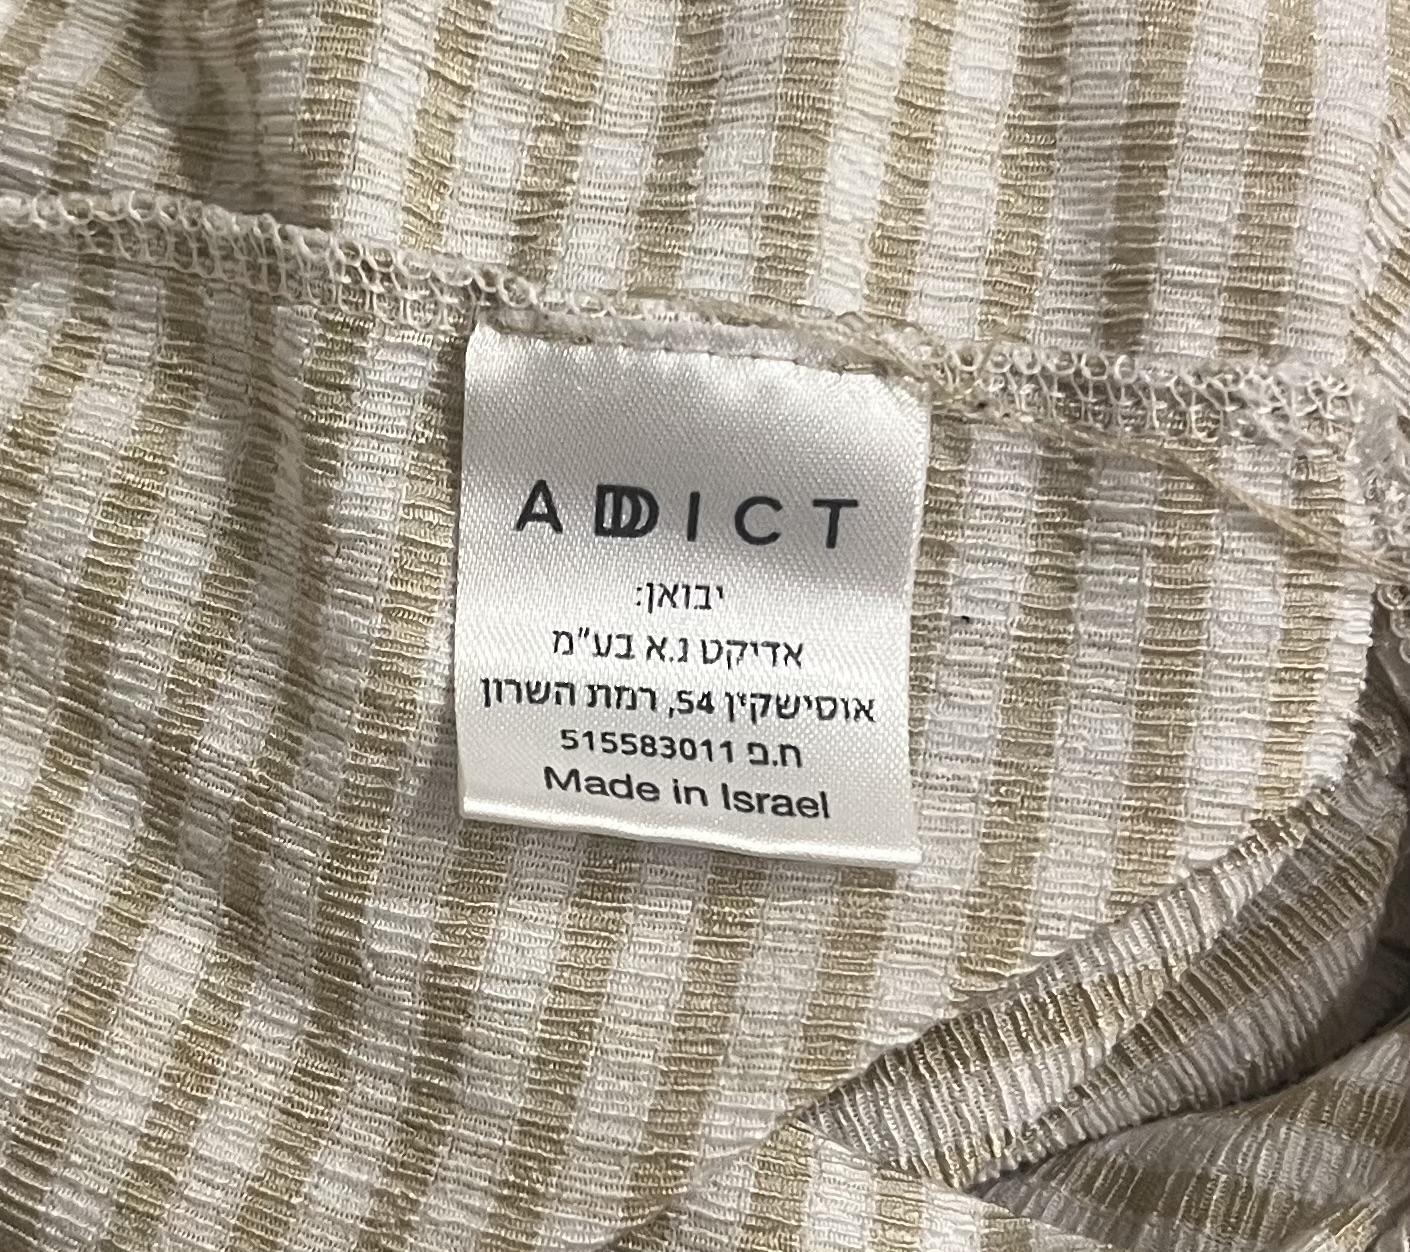 ADDICT
יבואן:
אדיקט נ.א בע"מ
אוסישקין 54, רמת השרון
ח.פ 515583011
Made in Israel